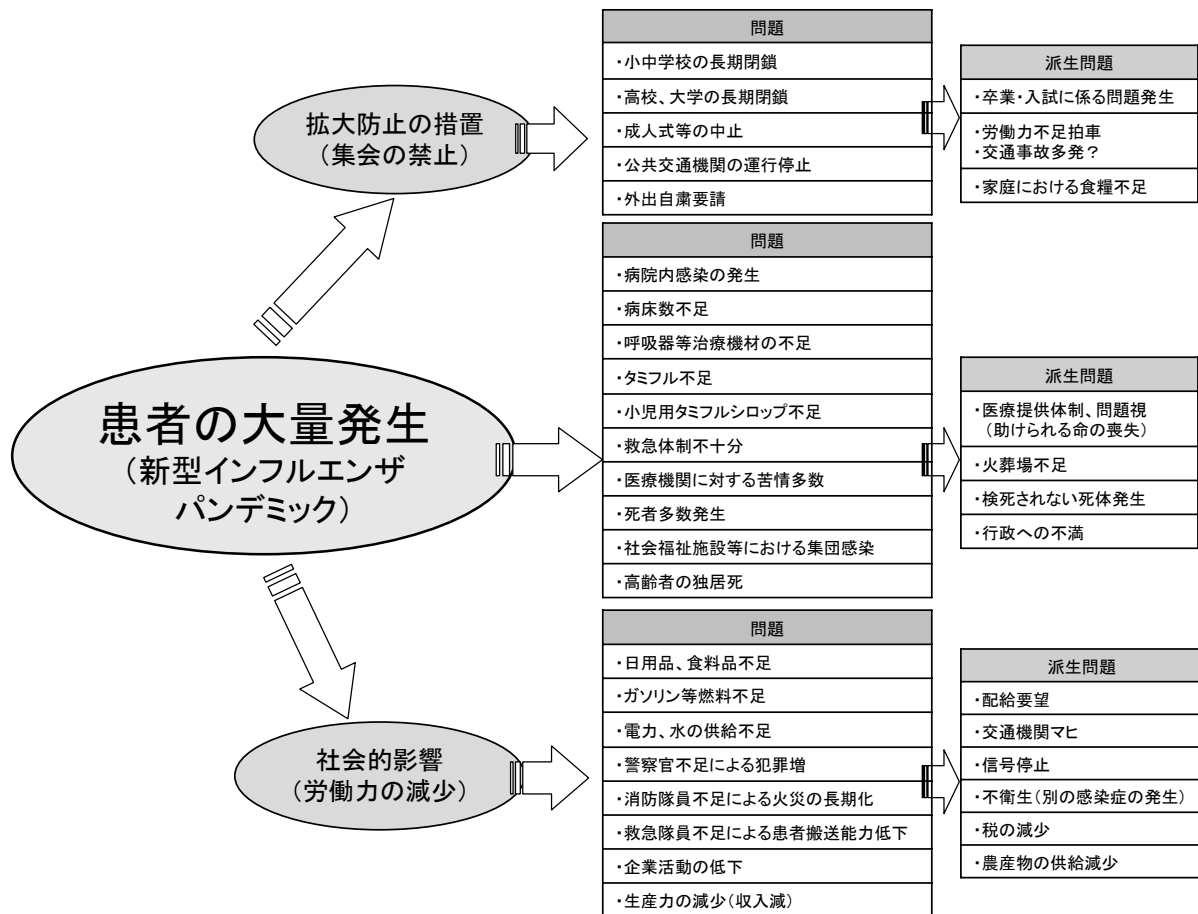 拡大防止の措置
(集会の禁止)
問題
・小中学校の長期閉鎖
・高校、大学の長期閉鎖
・成人式等の中止
・公共交通機関の運行停止
・外出自粛要請
派生問題
・卒業・入試に係る問題発生
・労働力不足拍車
・交通事故多発？
・家庭における食糧不足
患者の大量発生
(新型インフルエンザ
パンデミック)
問題
・病院内感染の発生
・病床数不足
・呼吸器等治療機材の不足
・タミフル不足
・小児用タミフルシロップ不足
・救急体制不十分
・医療機関に対する苦情多数
・死者多数発生
・社会福祉施設等における集団感染
・高齢者の独居死
派生問題
・医療提供体制、問題視
(助けられる命の喪失)
・火葬場不足
・検死されない死体発生
・行政への不満
社会的影響
(労働力の減少)
問題
・日用品、食料品不足
・ガソリン等燃料不足
・電力、水の供給不足
・警察官不足による犯罪増
・消防隊員不足による火災の長期化
・救急隊員不足による患者搬送能力低下
・企業活動の低下
・生産力の減少(収入減)
派生問題
・配給要望
・交通機関マヒ
・信号停止
・不衛生(別の感染症の発生)
・税の減少
・農産物の供給減少